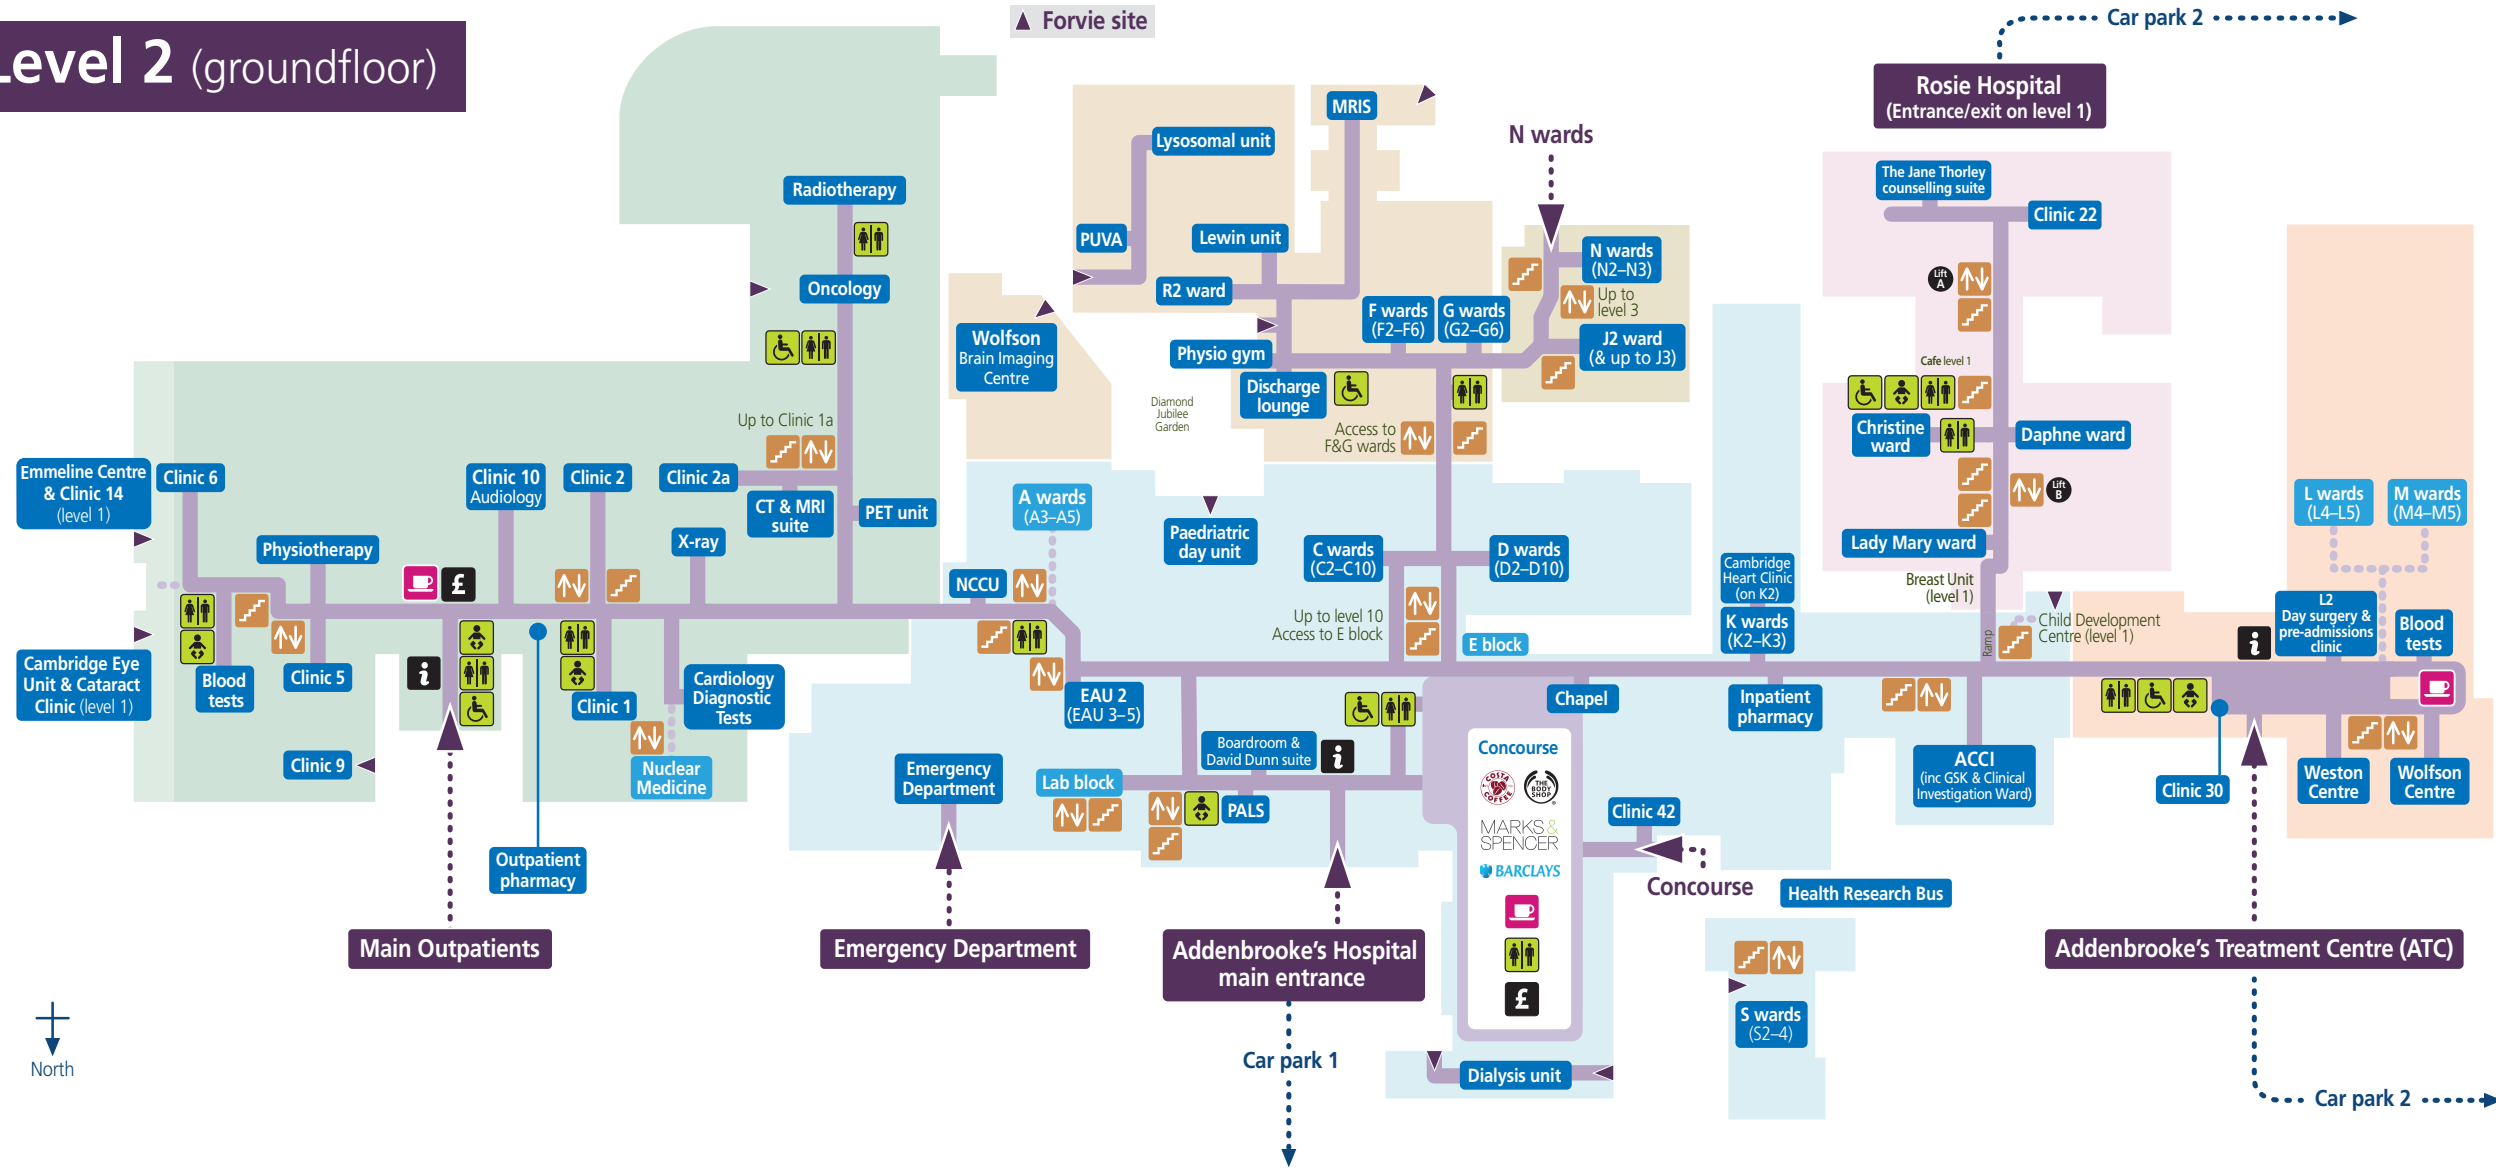 Level 2 (groundfloor)
Forvie site
Car park 2
Rosie Hospital
(Entrance/exit on level 1)
MRIS
N wards
Lysosomal unit
The Jane Thorley
counselling suite
Clinic 22
Radiotherapy
PUVA
Lewin unit
N wards
(N2–N3)
Oncology
R2 ward
Up to
level 3
Lift
A
F wards
(F2–F6)
G wards
(G2–G6)
Wolfson
Brain Imaging
Centre
Physio gym
J2 ward
(& up to J3)
Cafe level 1
Discharge
lounge
Diamond
Jubilee
Garden
Up to Clinic 1a
Access to
F&G wards
Christine
ward
Daphne ward
Emmeline Centre
& Clinic 14
(level 1)
Clinic 6
Clinic 10
Audiology
Clinic 2
Clinic 2a
CT & MRI
suite
PET unit
A wards
(A3–A5)
Lift
B
L wards
(L4–L5)
M wards
(M4–M5)
Physiotherapy
X-ray
Paedriatric
day unit
C wards
(C2–C10)
D wards
(D2–D10)
Lady Mary ward
Cambridge
Heart Clinic
(on K2)
NCCU
Breast Unit
(level 1)
£
Up to level 10
Access to E block
E block
K wards
(K2–K3)
Ramp
Child Development
Centre (level 1)
L2
Day surgery &
pre-admissions
clinic
Blood
tests
i
Cambridge Eye
Unit & Cataract
Clinic (level 1)
Blood
tests
Clinic 5
i
Clinic 1
Cardiology
Diagnostic
Tests
EAU 2
(EAU 3–5)
Chapel
Inpatient
pharmacy
Clinic 9
Nuclear
Medicine
Emergency
Department
Lab block
Boardroom &
David Dunn suite
i
PALS
Concourse
COSTA
COFFEE
THE
BODY
SHOP
MARKS &
SPENCER
BARCLAYS
£
Clinic 42
ACCI
(inc GSK & Clinical
Investigation Ward)
Clinic 30
Weston
Centre
Wolfson
Centre
Outpatient
pharmacy
Concourse
Health Research Bus
Main Outpatients
Emergency Department
Addenbrooke's Hospital
main entrance
Addenbrooke's Treatment Centre (ATC)
S wards
(S2–4)
North
Car park 1
Dialysis unit
Car park 2